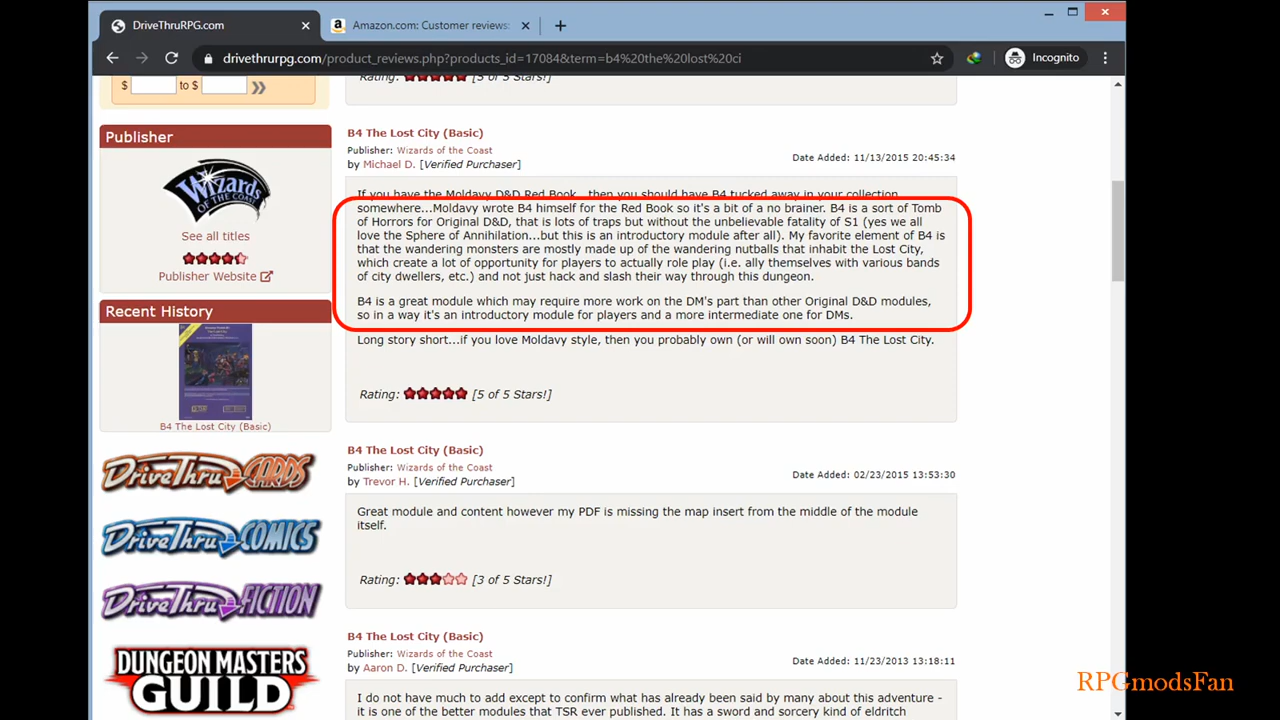 DriveThruRPG.com
Amazon.com: Customer reviews:
drivethrurpg.com/product_reviews.php?products_id=17084&term=b4%20the%20lost%20ci
Incognito
$ to $
Rating: [5 of 5 Stars!]
Publisher
Wizards
OF THE COAST
See all titles
Publisher Website
Recent History
B4 The Lost City (Basic)
DriveThru CARDS
DriveThru COMICS
DriveThru FICTION
DUNGEON MASTERS
GUILD
B4 The Lost City (Basic)
Publisher: Wizards of the Coast
by Michael D. [Verified Purchaser]
Date Added: 11/13/2015 20:45:34
If you have the Moldavy D&D Red Book...then you should have B4 tucked away in your collection
somewhere...Moldavy wrote B4 himself for the Red Book so it's a bit of a no brainer. B4 is a sort of Tomb
of Horrors for Original D&D, that is lots of traps but without the unbelievable fatality of S1 (yes we all
love the Sphere of Annihilation...but this is an introductory module after all). My favorite element of B4 is
that the wandering monsters are mostly made up of the wandering nutballs that inhabit the Lost City,
which create a lot of opportunity for players to actually role play (i.e. ally themselves with various bands
of city dwellers, etc.) and not just hack and slash their way through this dungeon.
B4 is a great module which may require more work on the DM's part than other Original D&D modules,
so in a way it's an introductory module for players and a more intermediate one for DMs.
Long story short...if you love Moldavy style, then you probably own (or will own soon) B4 The Lost City.
Rating: [5 of 5 Stars!]
B4 The Lost City (Basic)
Publisher: Wizards of the Coast
by Trevor H. [Verified Purchaser]
Date Added: 02/23/2015 13:53:30
Great module and content however my PDF is missing the map insert from the middle of the module
itself.
Rating: [3 of 5 Stars!]
B4 The Lost City (Basic)
Publisher: Wizards of the Coast
by Aaron D. [Verified Purchaser]
Date Added: 11/23/2013 13:18:11
I do not have much to add except to confirm what has already been said by many about this adventure -
it is one of the better modules that TSR ever published. It has a sword and sorcery kind of eldritch
RPGmodsFan